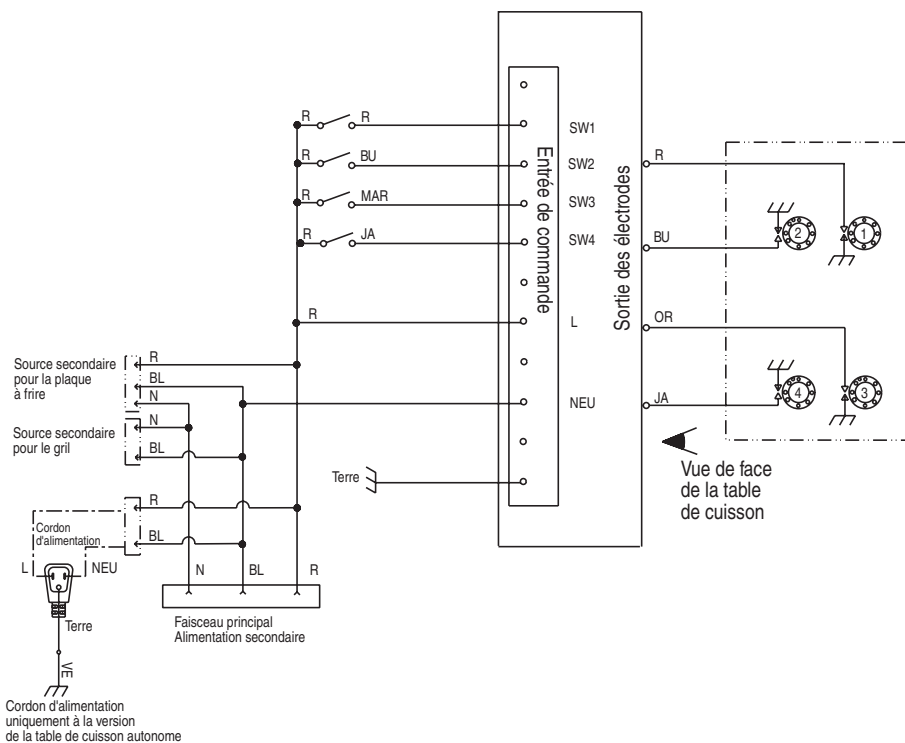 R
R
SW1
R
BU
SW2
R
R
MAR
SW3
R
JA
SW4
BU
2
1
Entrée de commande
Sortie des électrodes
R
L
OR
Source secondaire
pour la plaque
à frire
R
BL
N
4
3
NEU
JA
Source secondaire
pour le gril
N
BL
Vue de face
de la table
de cuisson
Terre
R
Cordon
d'alimentation
BL
L
NEU
N
BL
R
Terre
Faisceau principal
Alimentation secondaire
VE
Cordon d'alimentation
uniquement à la version
de la table de cuisson autonome